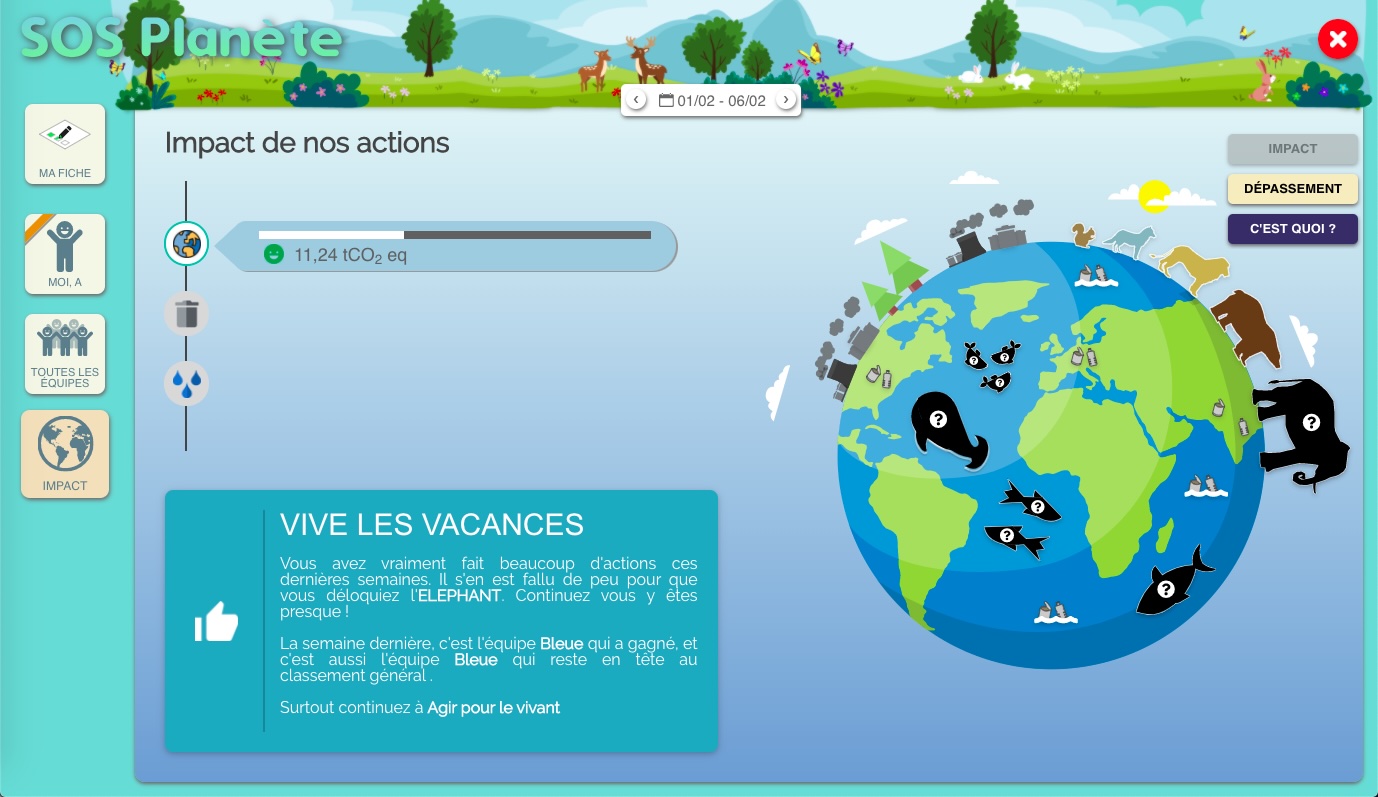 SOS Planète
01/02 - 06/02
MA FICHE
MOI, A
TOUTES LES
ÉQUIPES
IMPACT
Impact de nos actions
11,24 tCO₂ eq
IMPACT
DÉPASSEMENT
C'EST QUOI ?
?
?
?
?
?
?
?
?
VIVE LES VACANCES
Vous avez vraiment fait beaucoup d'actions ces
dernières semaines. Il s'en est fallu de peu pour que
vous déloquiez l'ELEPHANT. Continuez vous y êtes
presque !
La semaine dernière, c'est l'équipe Bleue qui a gagné, et
c'est aussi l'équipe Bleue qui reste en tête au
classement général .
Surtout continuez à Agir pour le vivant